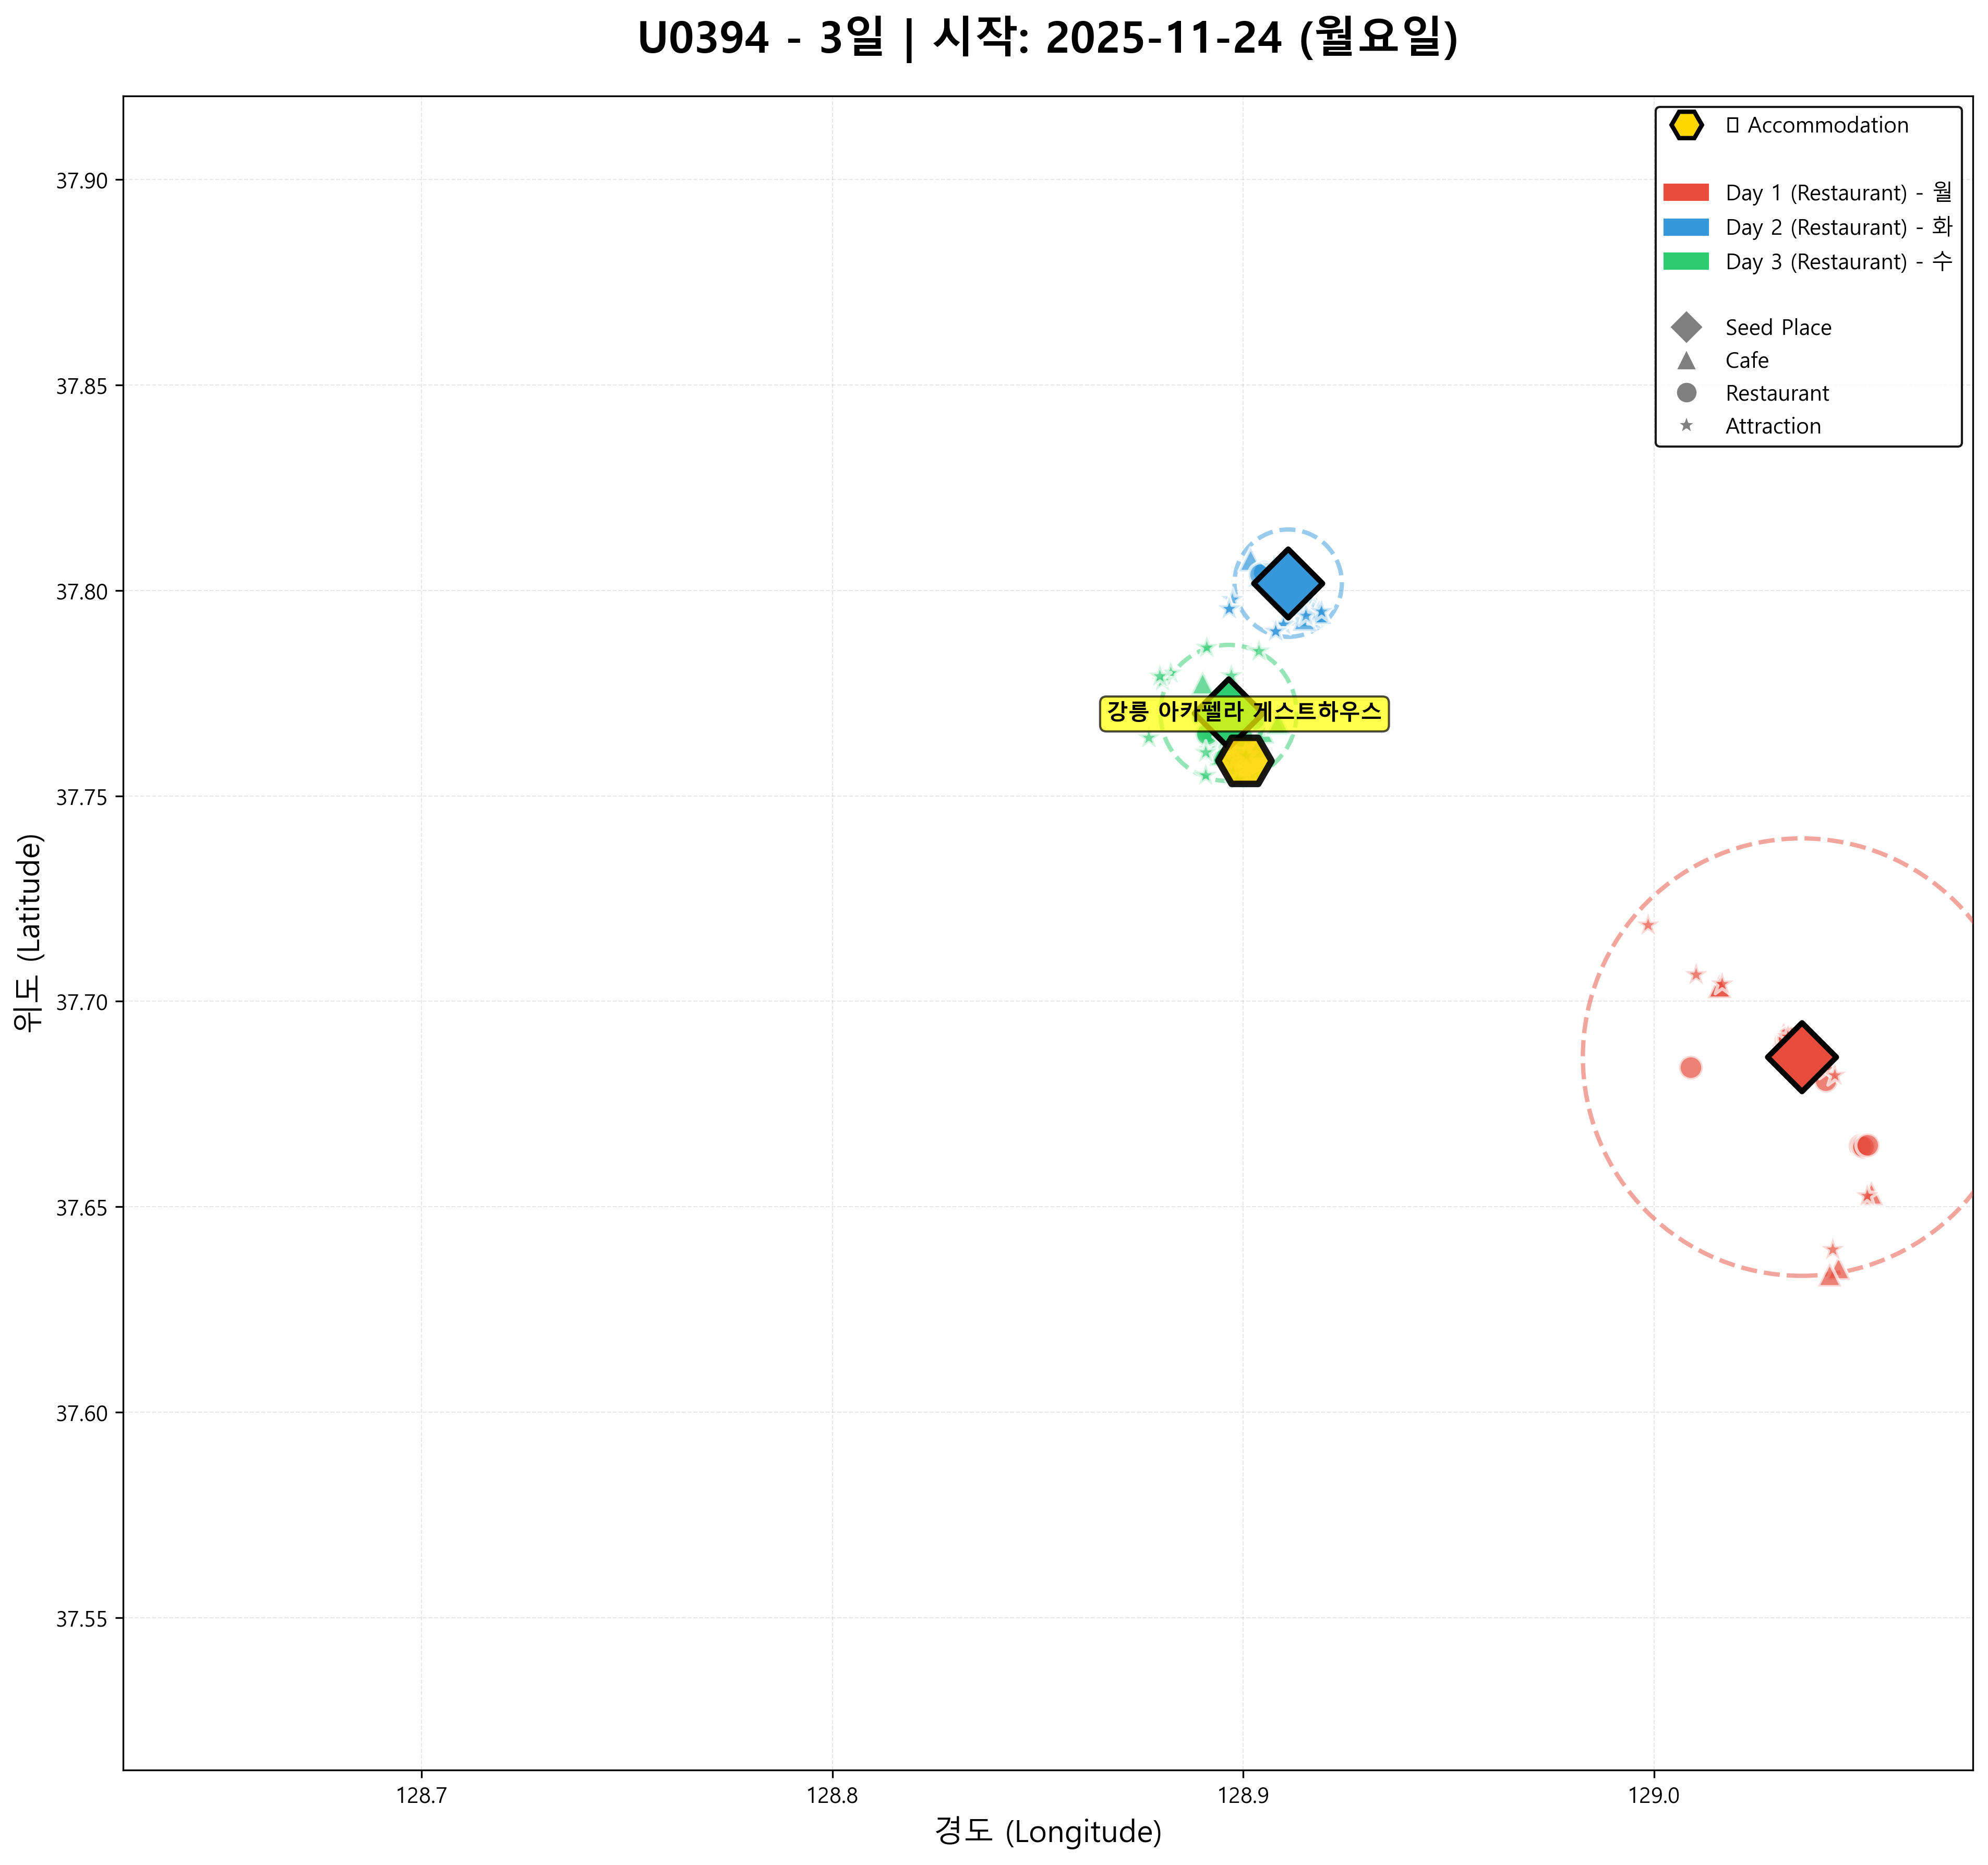 U0394 - 3일 | 시작: 2025-11-24 (월요일)
Accommodation
Day 1 (Restaurant) - 월
Day 2 (Restaurant) - 화
Day 3 (Restaurant) - 수
Seed Place
Cafe
Restaurant
Attraction
37.90
37.85
37.80
37.75
37.70
37.65
37.60
37.55
강릉 아카펠라 게스트하우스
위도 (Latitude)
128.7 128.8 128.9 129.0
경도 (Longitude)